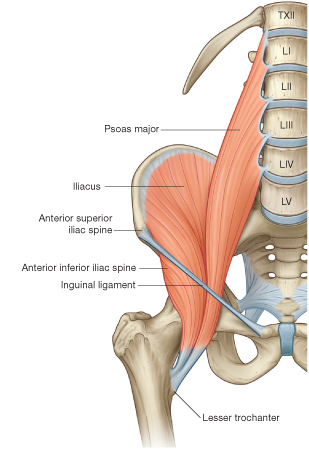 TXII
LI
LII
Psoas major
LIII
LIV
Iliacus
LV
Anterior superior
iliac spine
Anterior inferior iliac spine
Inguinal ligament
Lesser trochanter